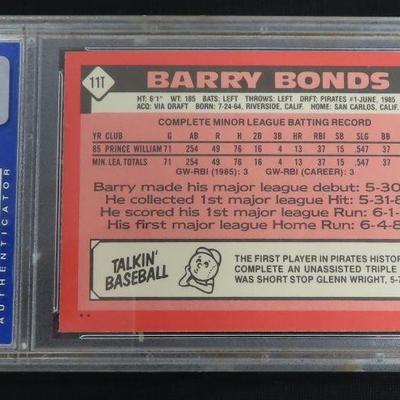 11T
BARRY BONDS
HT: 6'1" WT: 185 BATS: LEFT THROWS: LEFT DRFT: PIRATES #1-JUNE, 1985
ACQ: VIA DRAFT BORN: 7-24-64, RIVERSIDE, CALIF. HOME: SAN CARLOS, CALIF.
COMPLETE MINOR LEAGUE BATTING RECORD
YR CLUB G AB R H 2B 3B HR RBI SB SLG BB
85 PRINCE WILLIAM 71 254 49 76 16 4 13 37 15 .547 37
MIN. LEA. TOTALS 71 254 49 76 16 4 13 37 15 .547 37
GW-RBI (1985): 3 GW-RBI (CAREER): 3
Barry made his major league debut: 5-30
He collected 1st major league Hit: 5-31-8
He scored his 1st major league Run: 6-1-
His first major league Home Run: 6-4-8
TALKIN' BASEBALL
THE FIRST PLAYER IN PIRATES HISTOR
COMPLETE AN UNASSISTED TRIPLE
WAS SHORT STOP GLENN WRIGHT, 5-7
**
AUTHENTICATOR